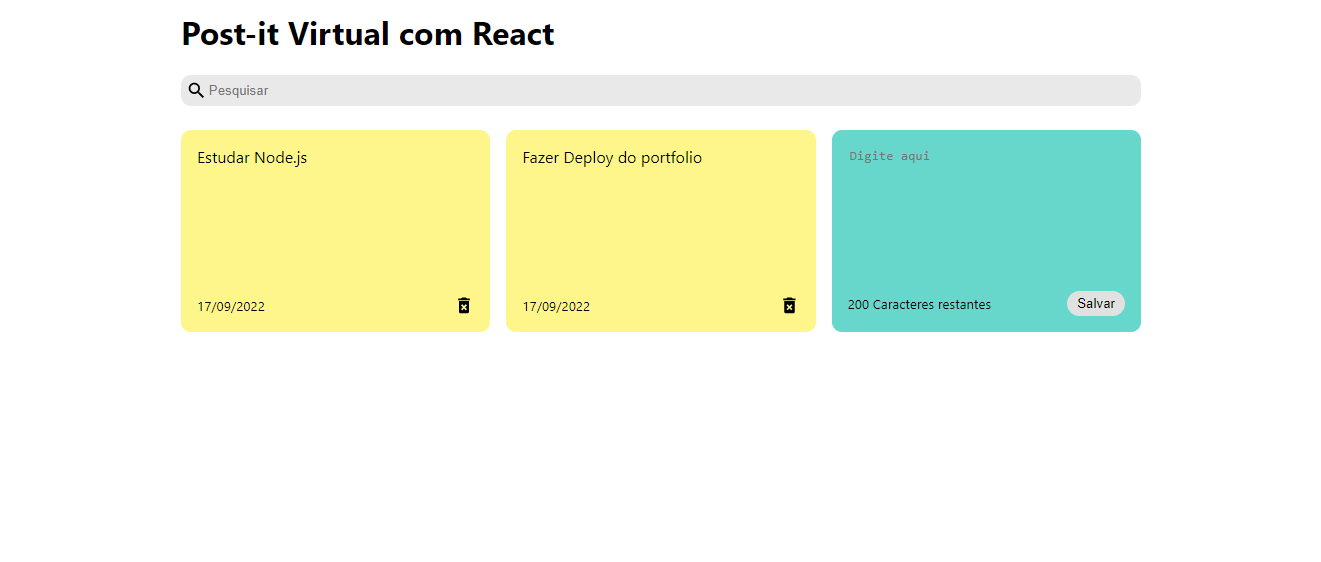 Post-it Virtual com React
Pesquisar
Estudar Node.js
17/09/2022
Fazer Deploy do portfolio
17/09/2022
Digite aqui
200 Caracteres restantes
Salvar